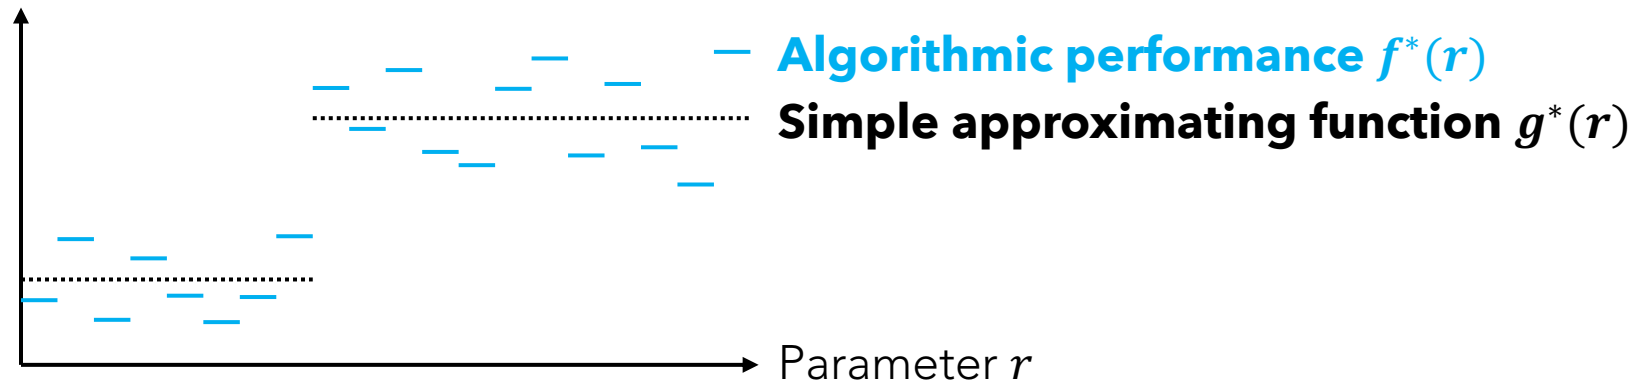 Algorithmic performance f*(r)
Simple approximating function g*(r)
Parameter r